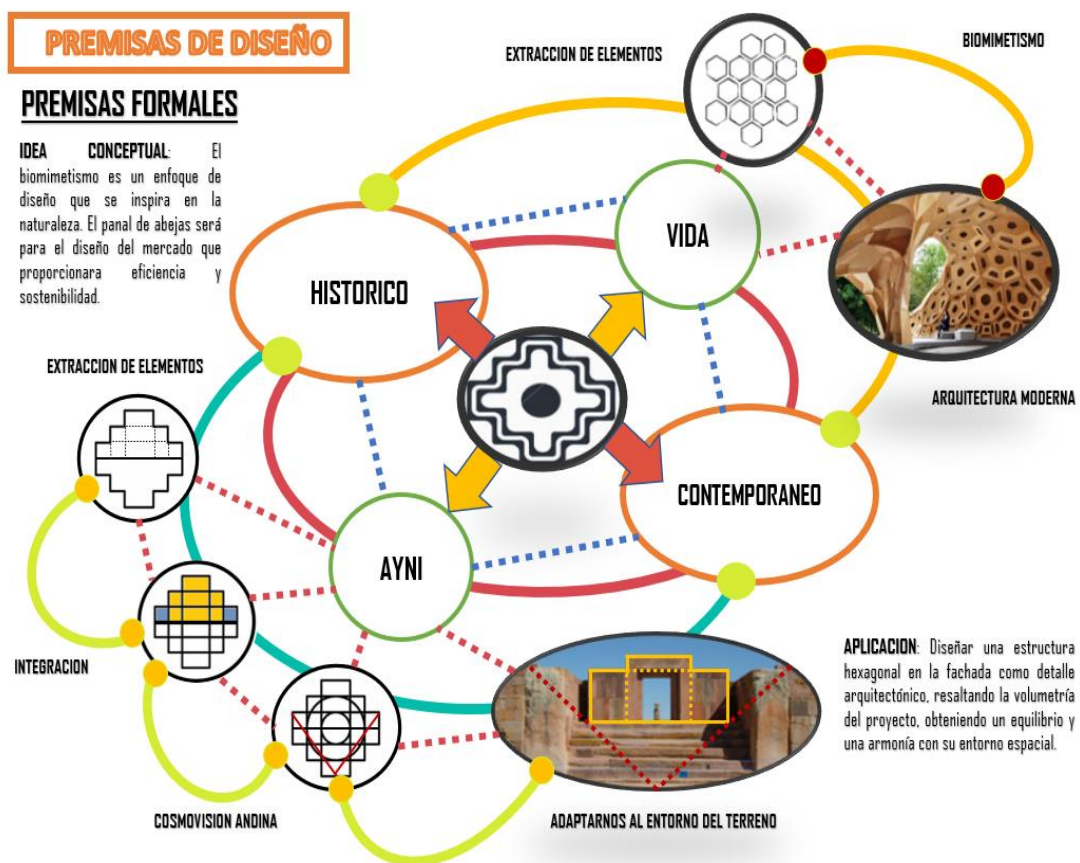 PREMISAS DE DISEÑO
PREMISAS FORMALES
IDEA CONCEPTUAL: El
biomimetismo es un enfoque de
diseño que se inspira en la
naturaleza. El panal de abejas será
para el diseño del mercado que
proporcionara eficiencia y
sostenibilidad.
EXTRACCION DE ELEMENTOS
BIOMIMETISMO
VIDA
HISTORICO
ARQUITECTURA MODERNA
EXTRACCION DE ELEMENTOS
CONTEMPORANEO
AYNI
INTEGRACION
APLICACION: Diseñar una estructura
hexagonal en la fachada como detalle
arquitectónico, resaltando la volumetría
del proyecto, obteniendo un equilibrio y
una armonía con su entorno espacial.
COSMOVISION ANDINA
ADAPTARNOS AL ENTORNO DEL TERRENO